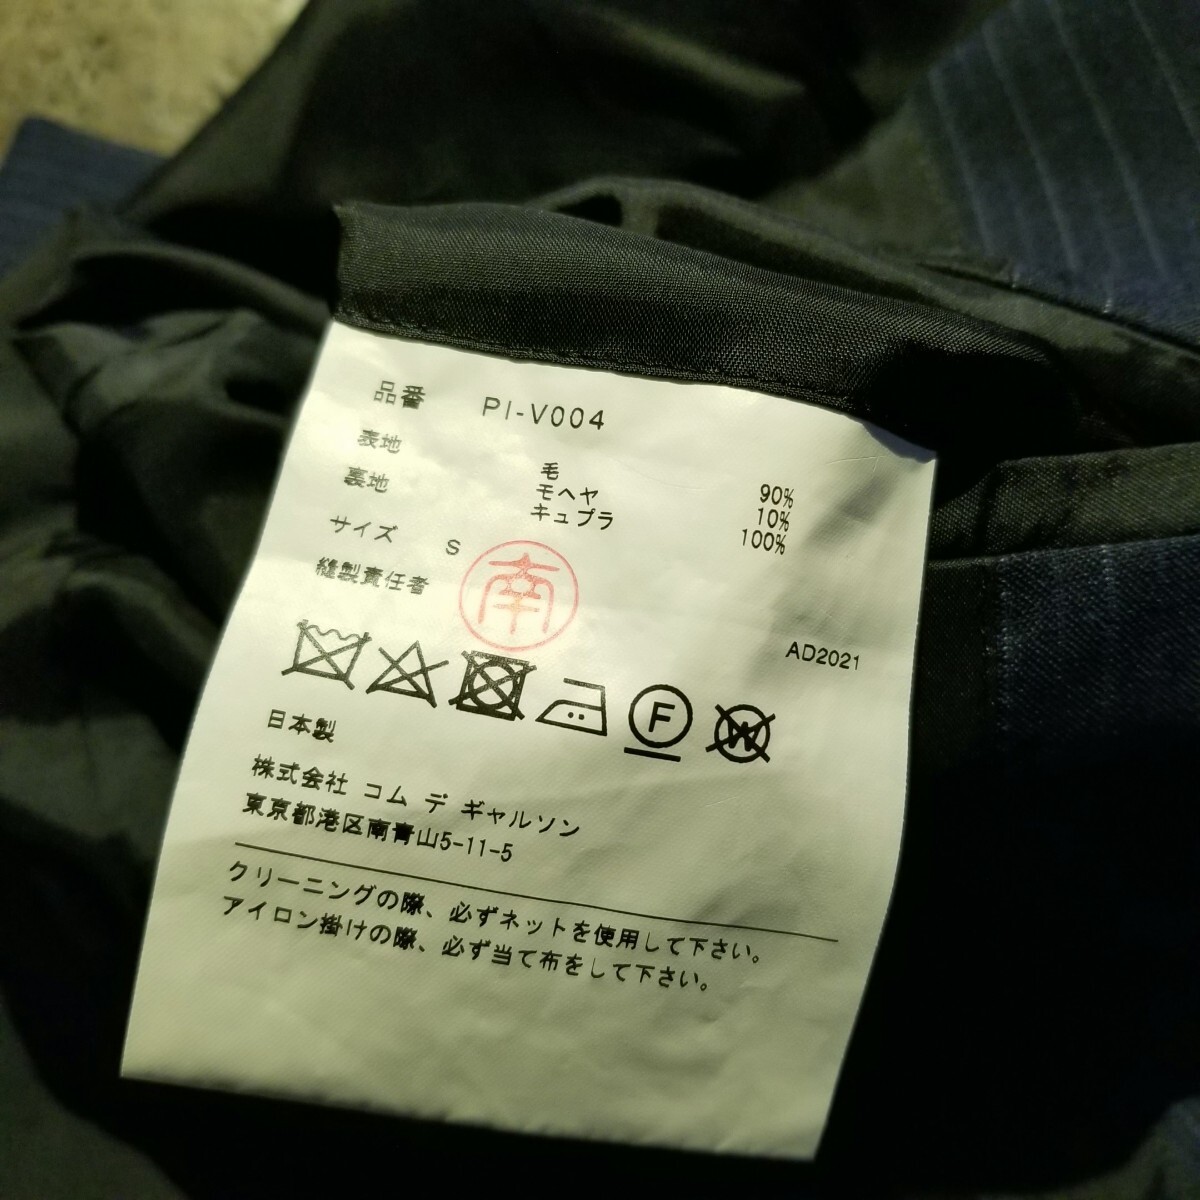 品番 PI-V004
表地 毛 90%
モヘヤ 10%
裏地 キュプラ 100%
サイズ S
縫製責任者 南
AD2021
F W
日本製
株式会社 コム デ ギャルソン
東京都港区南青山5-11-5
クリーニングの際、必ずネットを使用して下さい。
アイロン掛けの際、必ず当て布をして下さい。